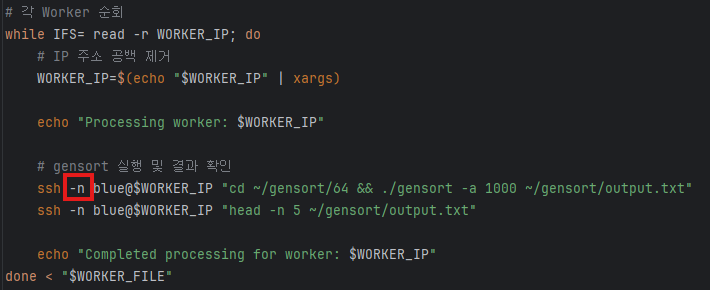 # 각 Worker 순회
while IFS= read -r WORKER_IP; do
# IP 주소 공백 제거
WORKER_IP=$(echo "$WORKER_IP" | xargs)
echo "Processing worker: $WORKER_IP"
# gensort 실행 및 결과 확인
ssh -n blue@$WORKER_IP "cd ~/gensort/64 && ./gensort -a 1000 ~/gensort/output.txt"
ssh -n blue@$WORKER_IP "head -n 5 ~/gensort/output.txt"
echo "Completed processing for worker: $WORKER_IP"
done < "$WORKER_FILE"